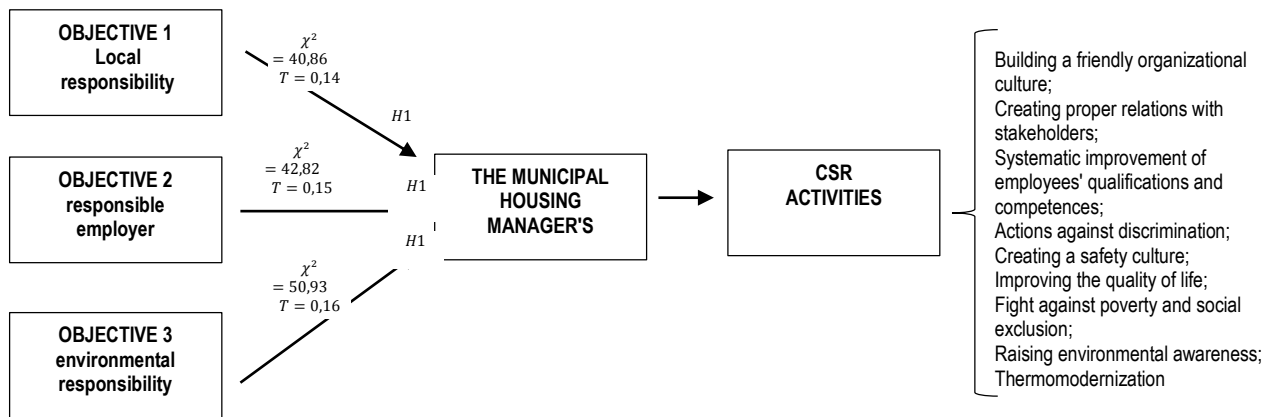 OBJECTIVE 1
Local
responsibility
χ²
= 40,86
T = 0,14
H1
OBJECTIVE 2
responsible
employer
χ²
= 42,82
T = 0,15
H1
OBJECTIVE 3
environmental
responsibility
χ²
= 50,93
T = 0,16
H1
THE MUNICIPAL
HOUSING
MANAGER'S
CSR
ACTIVITIES
Building a friendly organizational
culture;
Creating proper relations with
stakeholders;
Systematic improvement of
employees' qualifications and
competences;
Actions against discrimination;
Creating a safety culture;
Improving the quality of life;
Fight against poverty and social
exclusion;
Raising environmental awareness;
Thermomodernization